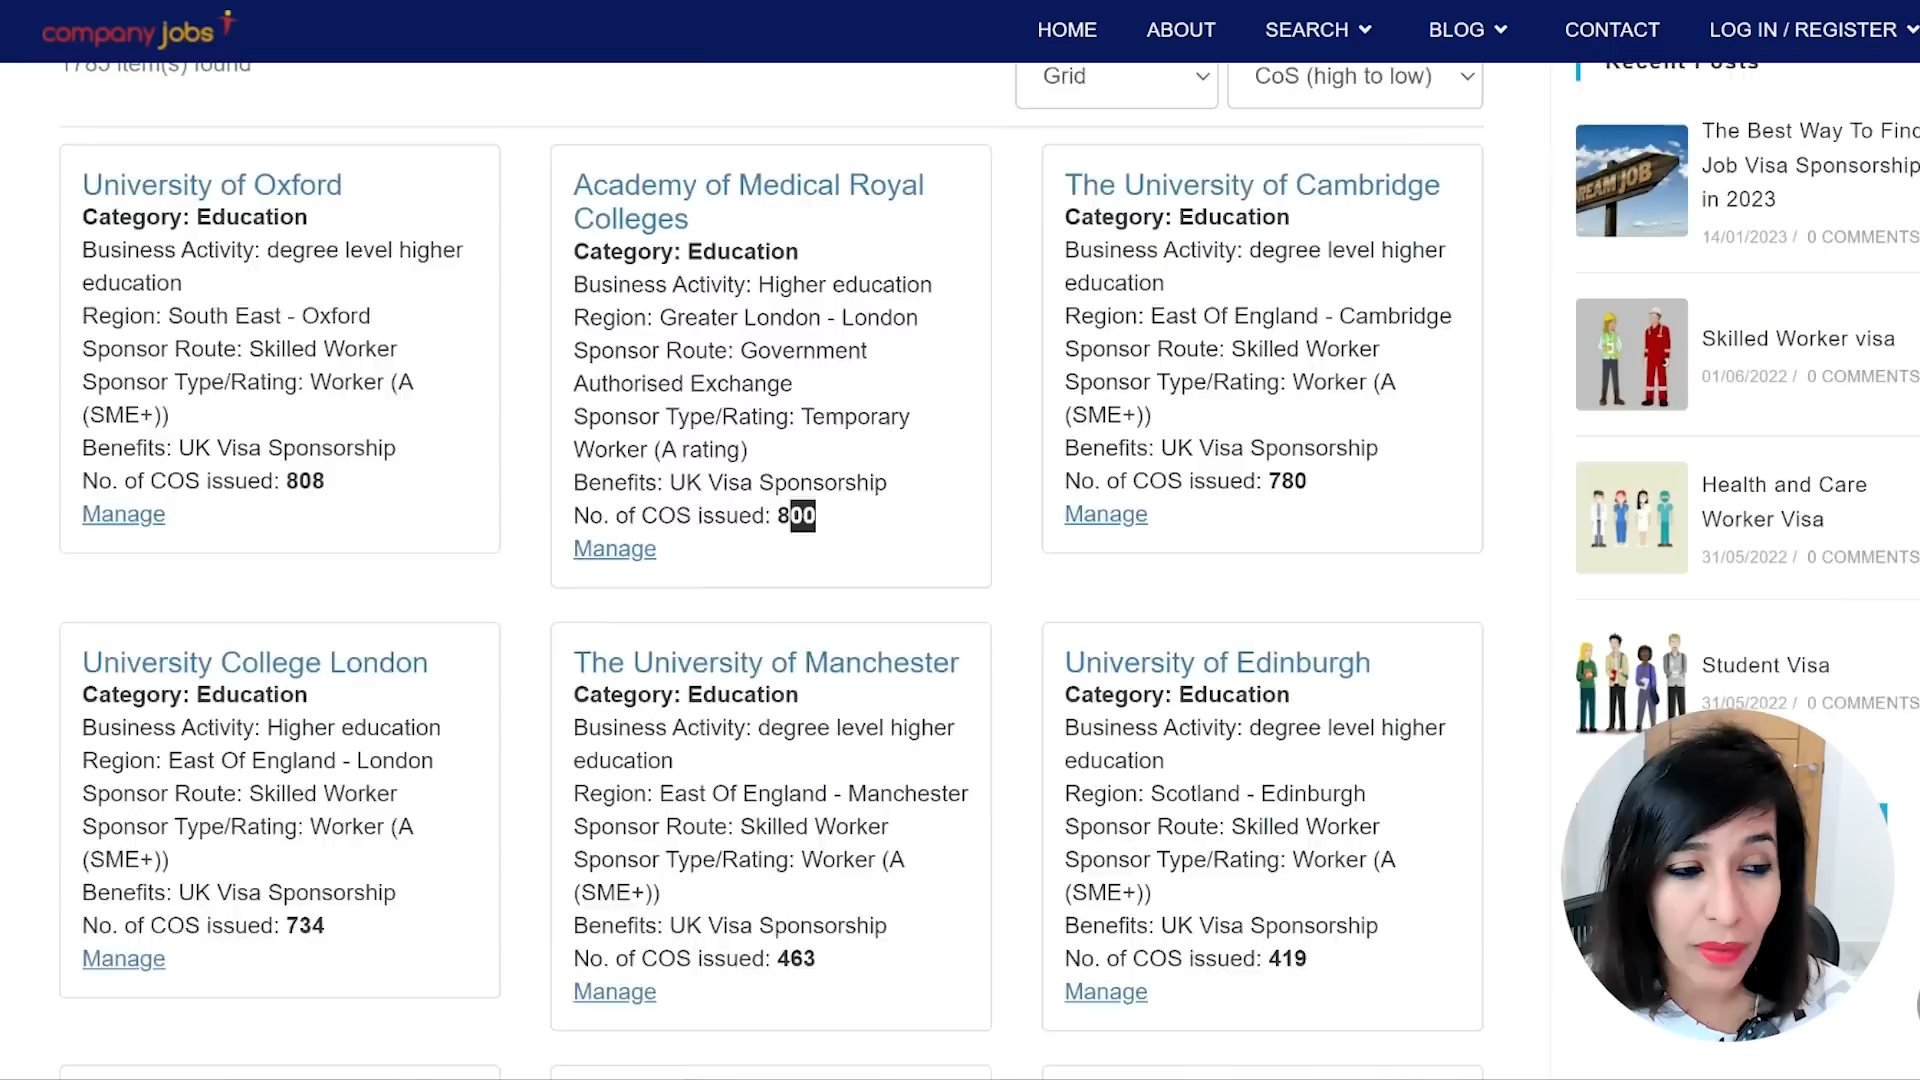 company jobs
HOME
ABOUT
SEARCH
BLOG
CONTACT
LOG IN / REGISTER
1785 item(s) found
Grid
CoS (high to low)
University of Oxford
Category: Education
Business Activity: degree level higher
education
Region: South East - Oxford
Sponsor Route: Skilled Worker
Sponsor Type/Rating: Worker (A
(SME+))
Benefits: UK Visa Sponsorship
No. of COS issued: 808
Manage
Academy of Medical Royal
Colleges
Category: Education
Business Activity: Higher education
Region: Greater London - London
Sponsor Route: Government
Authorised Exchange
Sponsor Type/Rating: Temporary
Worker (A rating)
Benefits: UK Visa Sponsorship
No. of COS issued: 800
Manage
The University of Cambridge
Category: Education
Business Activity: degree level higher
education
Region: East Of England - Cambridge
Sponsor Route: Skilled Worker
Sponsor Type/Rating: Worker (A
(SME+))
Benefits: UK Visa Sponsorship
No. of COS issued: 780
Manage
University College London
Category: Education
Business Activity: Higher education
Region: East Of England - London
Sponsor Route: Skilled Worker
Sponsor Type/Rating: Worker (A
(SME+))
Benefits: UK Visa Sponsorship
No. of COS issued: 734
Manage
The University of Manchester
Category: Education
Business Activity: degree level higher
education
Region: East Of England - Manchester
Sponsor Route: Skilled Worker
Sponsor Type/Rating: Worker (A
(SME+))
Benefits: UK Visa Sponsorship
No. of COS issued: 463
Manage
University of Edinburgh
Category: Education
Business Activity: degree level higher
education
Region: Scotland - Edinburgh
Sponsor Route: Skilled Worker
Sponsor Type/Rating: Worker (A
(SME+))
Benefits: UK Visa Sponsorship
No. of COS issued: 419
Manage
Recent Posts
DREAM JOB
The Best Way To Find
Job Visa Sponsorship
in 2023
14/01/2023 / 0 COMMENTS
Skilled Worker visa
01/06/2022 / 0 COMMENTS
Health and Care
Worker Visa
31/05/2022 / 0 COMMENTS
Student Visa
31/05/2022 / 0 COMMENTS